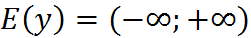 E(y) = (−∞; +∞)